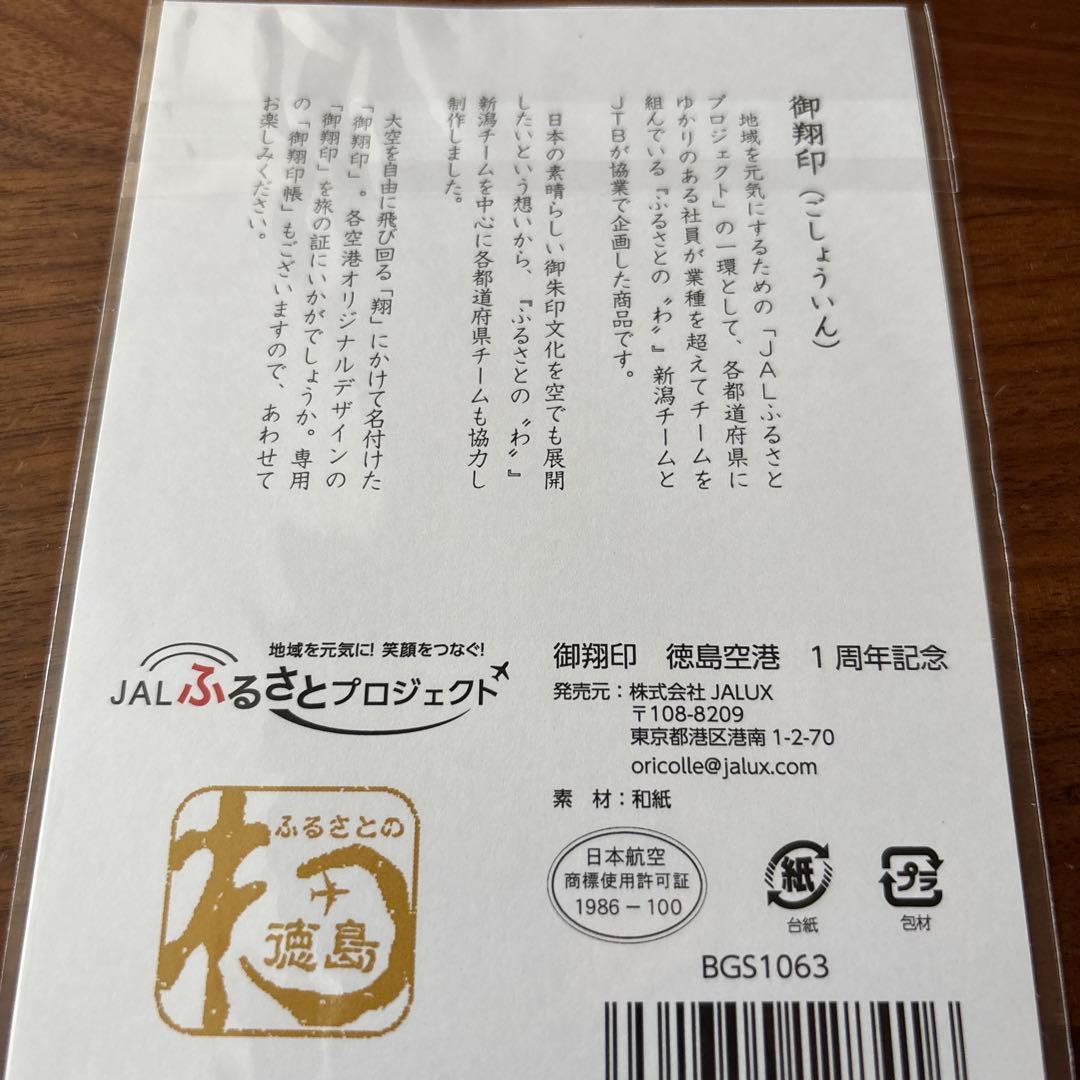 御翔印（ごしょういん）
地域を元気にするための「JALふるさと
プロジェクト」の一環として、各都道府県に
ゆかりのある社員が業種を超えてチームを
組んでいる『ふるさとの〝わ〟』新潟チームと
JTBが協業で企画した商品です。
日本の素晴らしい御朱印文化を空でも展開
したいという想いから、『ふるさとの〝わ〟』
新潟チームを中心に各都道府県チームも協力し
制作しました。
大空を自由に飛び回る「翔」にかけて名付けた
「御翔印」。各空港オリジナルデザインの
「御翔印」を旅の証にいかがでしょうか。専用
の「御翔印帳」もございますので、あわせて
お楽しみください。
地域を元気に! 笑顔をつなぐ!
JALふるさとプロジェクト
ふるさとの
わ
徳島
御翔印 徳島空港 1周年記念
発売元：株式会社 JALUX
〒108-8209
東京都港区港南 1-2-70
oricolle@jalux.com
素 材：和紙
日本航空
商標使用許可証
1986－100
紙
台紙
プラ
包材
BGS1063